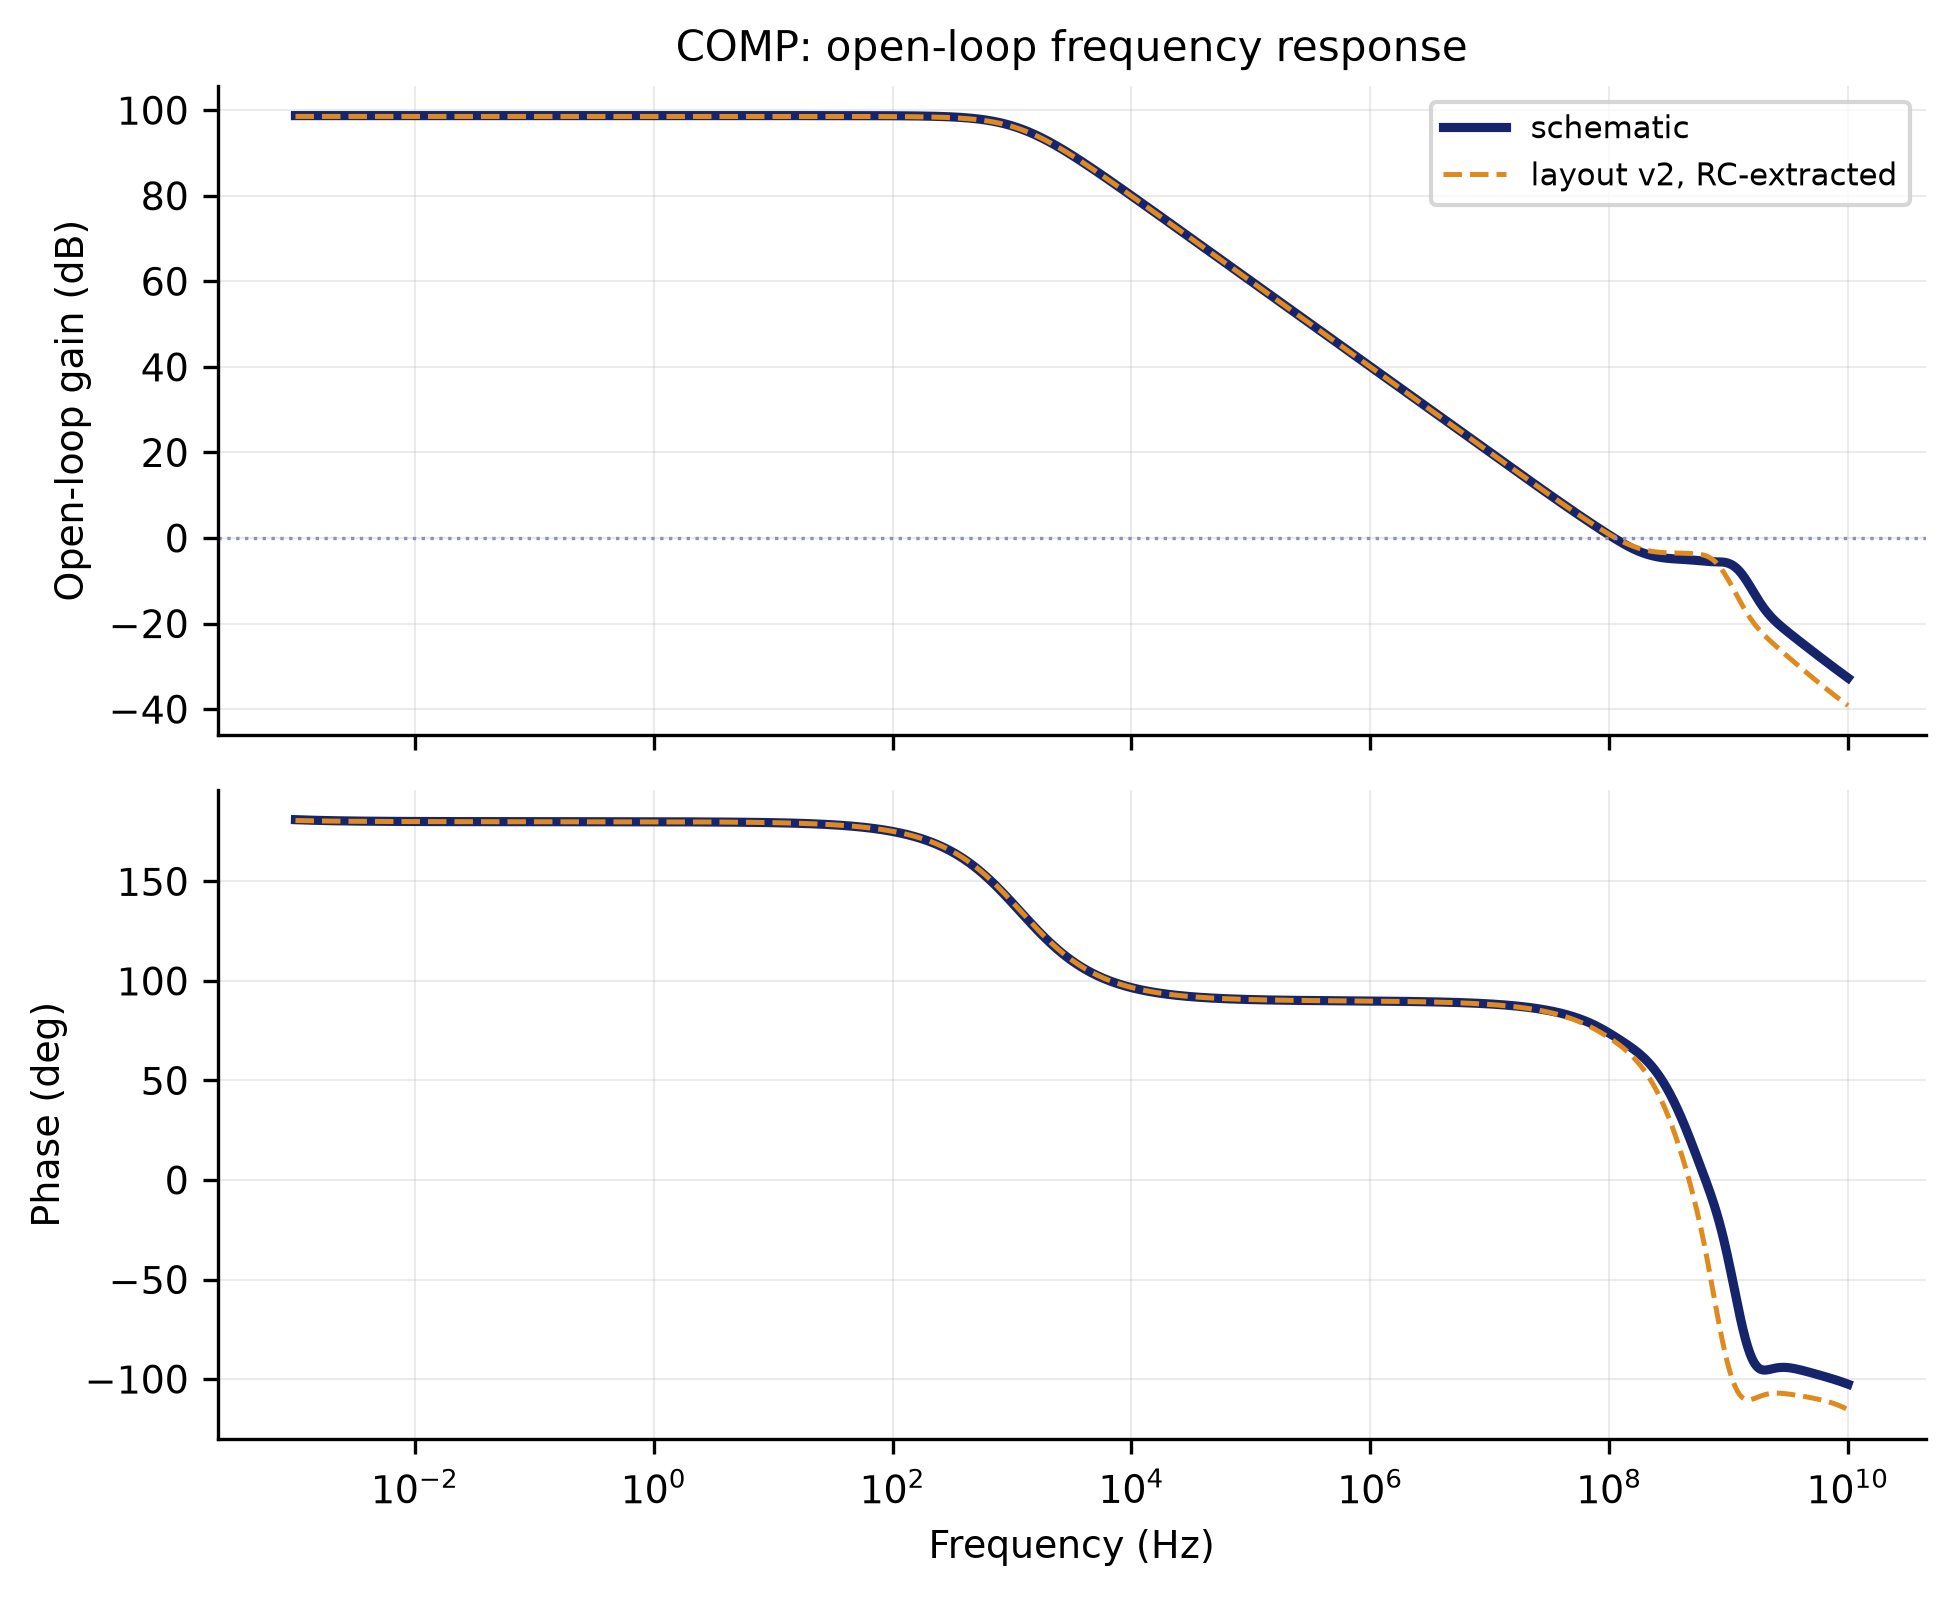 COMP: open-loop frequency response
Open-loop gain (dB)
100
80
60
40
20
0
−20
−40
schematic
layout v2, RC-extracted
Phase (deg)
150
100
50
0
−50
−100
10⁻² 10⁰ 10² 10⁴ 10⁶ 10⁸ 10¹⁰
Frequency (Hz)